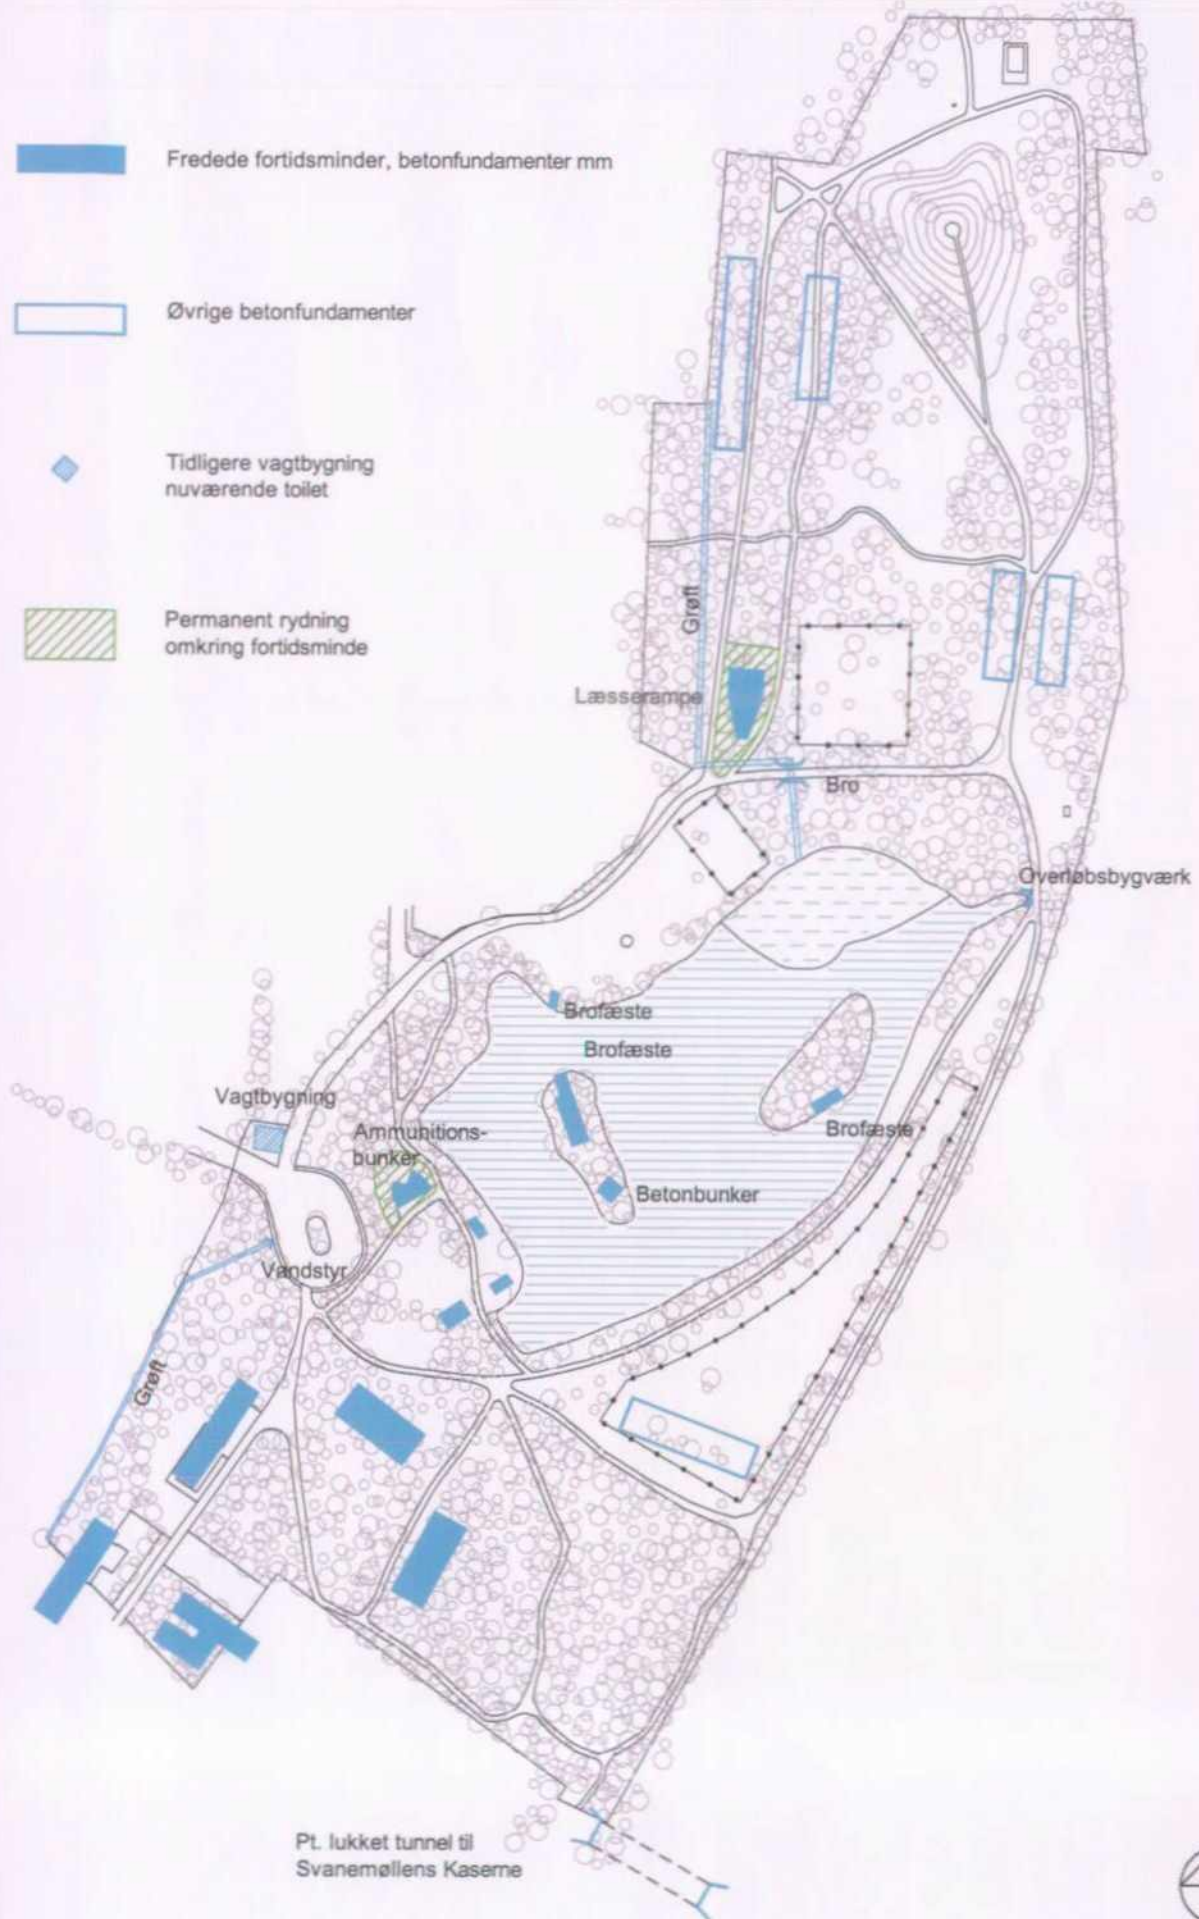 Fredede fortidsminder, betonfundamenter mm
Øvrige betonfundamenter
Tidligere vagtbygning
nuværende toilet
Permanent rydning
omkring fortidsminde
Grøft
Læsserampe
Bro
Overløbsbygværk
Brofæste
Brofæste
Vagtbygning
Ammunitions-
bunker
Brofæste
Betonbunker
Vandstyr
Grøft
Pt. lukket tunnel til
Svanemøllens Kaserne